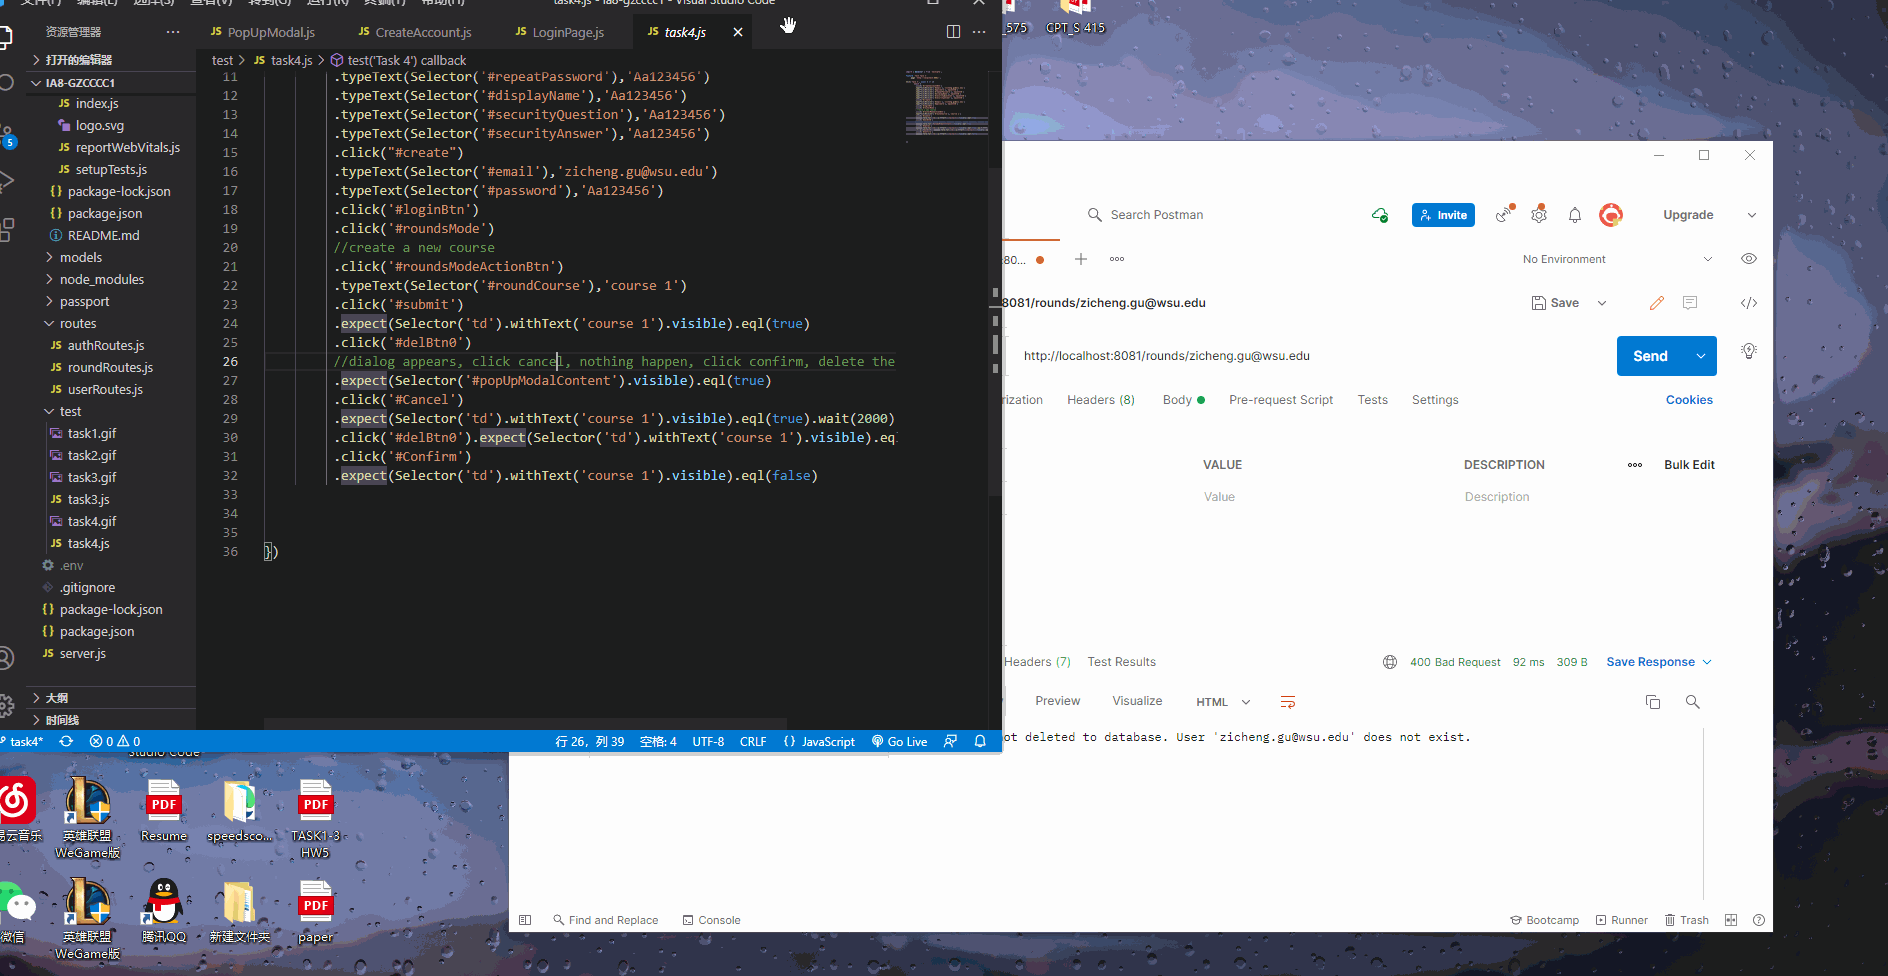 task4.js - ia8-gzcccc1 - Visual Studio Code
资源管理器
PopUpModal.js
CreateAccount.js
LoginPage.js
task4.js
打开的编辑器
test > task4.js > test('Task 4') callback
IA8-GZCCCC1
index.js
logo.svg
reportWebVitals.js
setupTests.js
package-lock.json
package.json
README.md
models
node_modules
passport
routes
authRoutes.js
roundRoutes.js
userRoutes.js
test
task1.gif
task2.gif
task3.gif
task3.js
task4.gif
task4.js
.env
.gitignore
package-lock.json
package.json
server.js
大纲
时间线
5
11 .typeText(Selector('#repeatPassword'),'Aa123456')
12 .typeText(Selector('#displayName'),'Aa123456')
13 .typeText(Selector('#securityQuestion'),'Aa123456')
14 .typeText(Selector('#securityAnswer'),'Aa123456')
15 .click("#create")
16 .typeText(Selector('#email'),'zicheng.gu@wsu.edu')
17 .typeText(Selector('#password'),'Aa123456')
18 .click('#loginBtn')
19 .click('#roundsMode')
20 //create a new course
21 .click('#roundsModeActionBtn')
22 .typeText(Selector('#roundCourse'),'course 1')
23 .click('#submit')
24 .expect(Selector('td').withText('course 1').visible).eql(true)
25 .click('#delBtn0')
26 //dialog appears, click cancel, nothing happen, click confirm, delete the
27 .expect(Selector('#popUpModalContent').visible).eql(true)
28 .click('#Cancel')
29 .expect(Selector('td').withText('course 1').visible).eql(true).wait(2000)
30 .click('#delBtn0').expect(Selector('td').withText('course 1').visible).eq
31 .click('#Confirm')
32 .expect(Selector('td').withText('course 1').visible).eql(false)
33
34
35
36 })
task4* 0 0 行 26，列 39 空格: 4 UTF-8 CRLF {} JavaScript Go Live
_575
CPT_S 415
Search Postman
Invite
Upgrade
:80...
No Environment
8081/rounds/zicheng.gu@wsu.edu
Save
http://localhost:8081/rounds/zicheng.gu@wsu.edu
Send
rization
Headers (8)
Body
Pre-request Script
Tests
Settings
Cookies
VALUE
DESCRIPTION
Bulk Edit
Value
Description
Headers (7)
Test Results
400 Bad Request
92 ms
309 B
Save Response
Preview
Visualize
HTML
ot deleted to database. User 'zicheng.gu@wsu.edu' does not exist.
Find and Replace
Console
Bootcamp
Runner
Trash
Studio Code
易云音乐
英雄联盟
WeGame版
PDF
Resume
speedsco...
PDF
TASK1-3
HW5
微信
英雄联盟
WeGame版
腾讯QQ
新建文件夹
PDF
paper